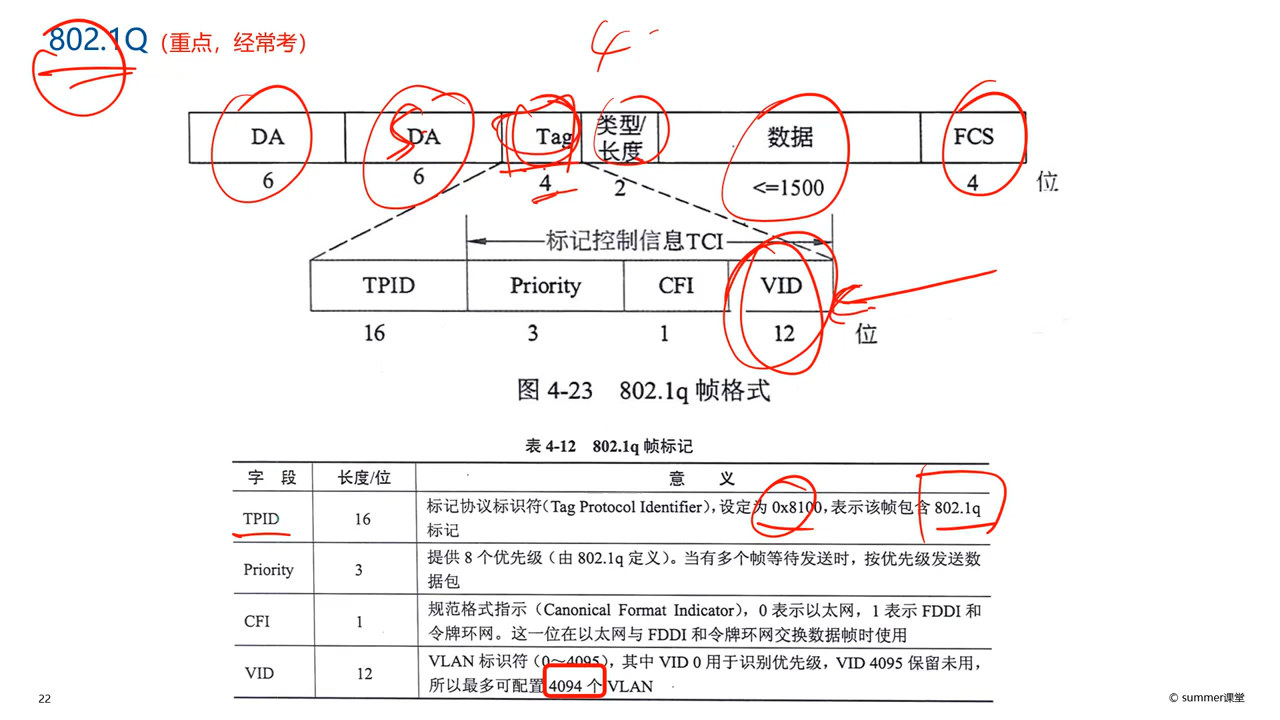 802.1Q（重点，经常考）
4
DA DA Tag 类型/长度 数据 FCS
S
6 6 4 2 <=1500 4 位
标记控制信息TCI
TPID Priority CFI VID
16 3 1 12 位
图 4-23 802.1q 帧格式
表 4-12 802.1q 帧标记
字 段 长度/位 意 义
TPID 16 标记协议标识符(Tag Protocol Identifier)，设定为 0x8100，表示该帧包含 802.1q
标记
Priority 3 提供 8 个优先级（由 802.1q 定义）。当有多个帧等待发送时，按优先级发送数
据包
CFI 1 规范格式指示（Canonical Format Indicator），0 表示以太网，1 表示 FDDI 和
令牌环网。这一位在以太网与 FDDI 和令牌环网交换数据帧时使用
VID 12 VLAN 标识符（0～4095），其中 VID 0 用于识别优先级，VID 4095 保留未用，
所以最多可配置 4094 个 VLAN
22
© summer课堂